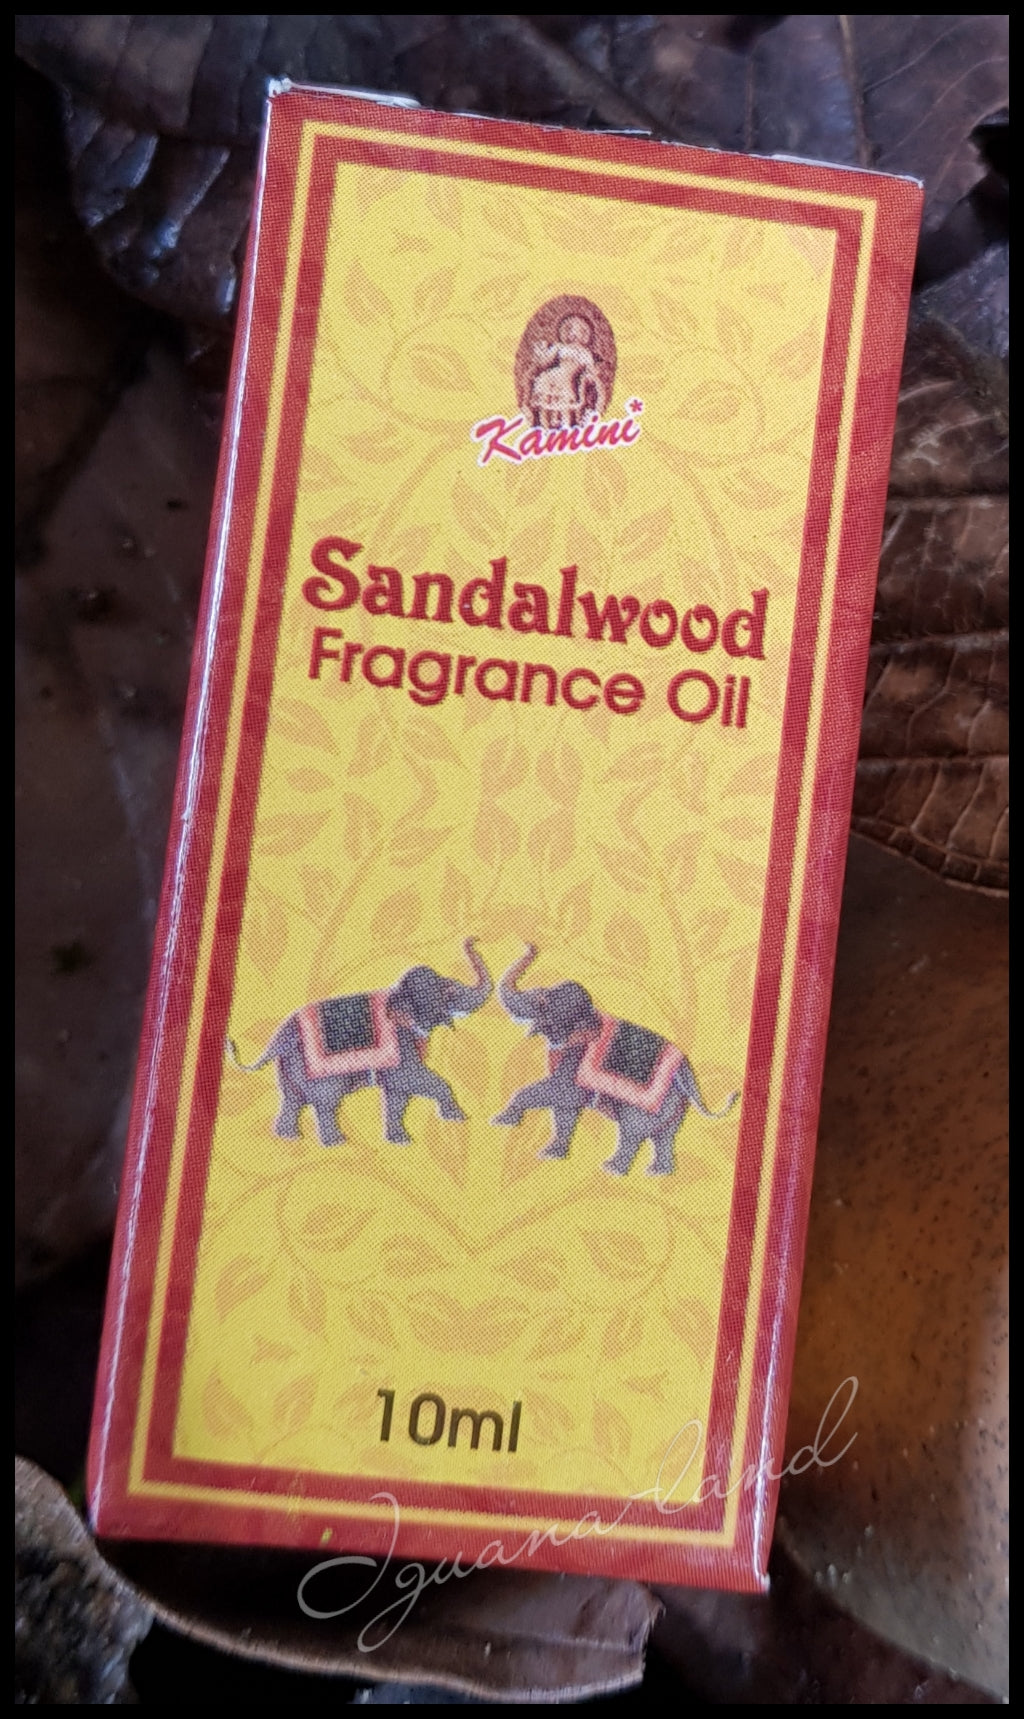 Kamini*
Sandalwood
Fragrance Oil
10ml
Iguana-land